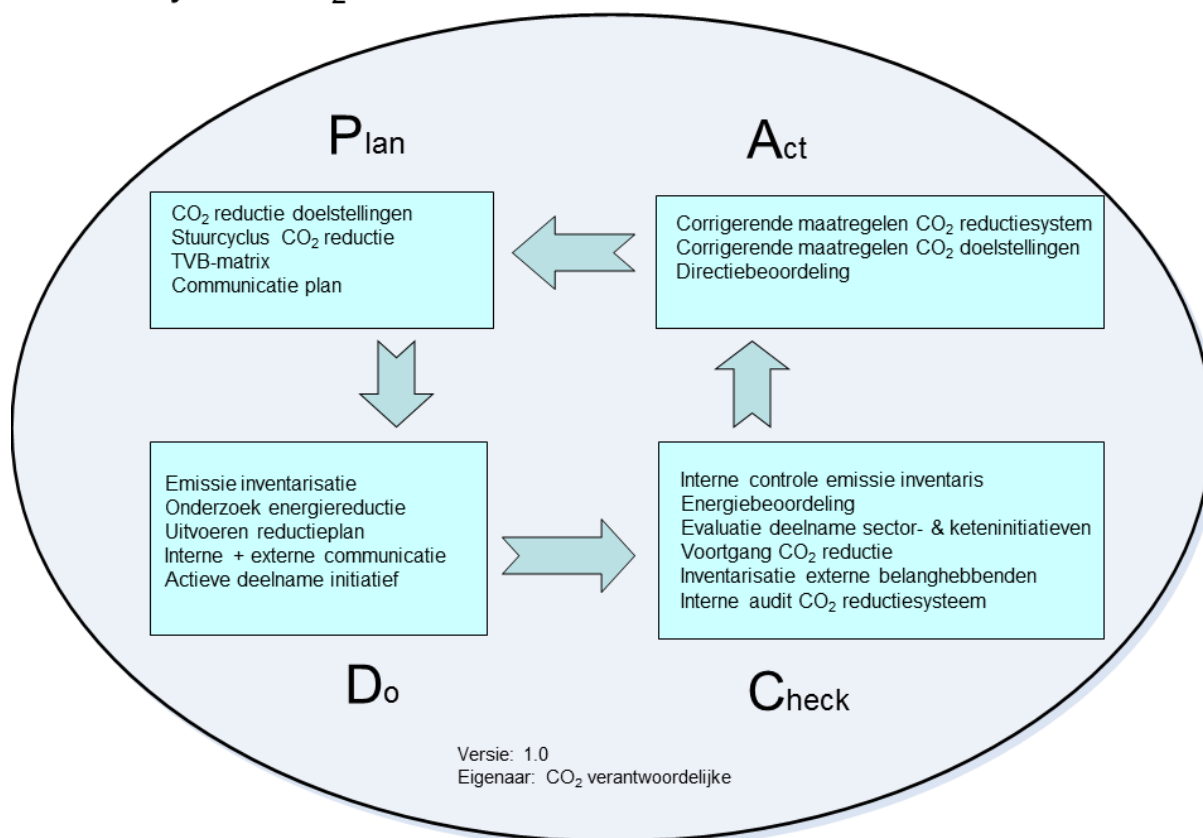 Plan
Act
CO₂ reductie doelstellingen
Stuurcyclus CO₂ reductie
TVB-matrix
Communicatie plan
Corrigerende maatregelen CO₂ reductiesystem
Corrigerende maatregelen CO₂ doelstellingen
Directiebeoordeling
Emissie inventarisatie
Onderzoek energiereductie
Uitvoeren reductieplan
Interne + externe communicatie
Actieve deelname initiatief
Interne controle emissie inventaris
Energiebeoordeling
Evaluatie deelname sector- & keteninitiatieven
Voortgang CO₂ reductie
Inventarisatie externe belanghebbenden
Interne audit CO₂ reductiesysteem
Do
Check
Versie: 1.0
Eigenaar: CO₂ verantwoordelijke